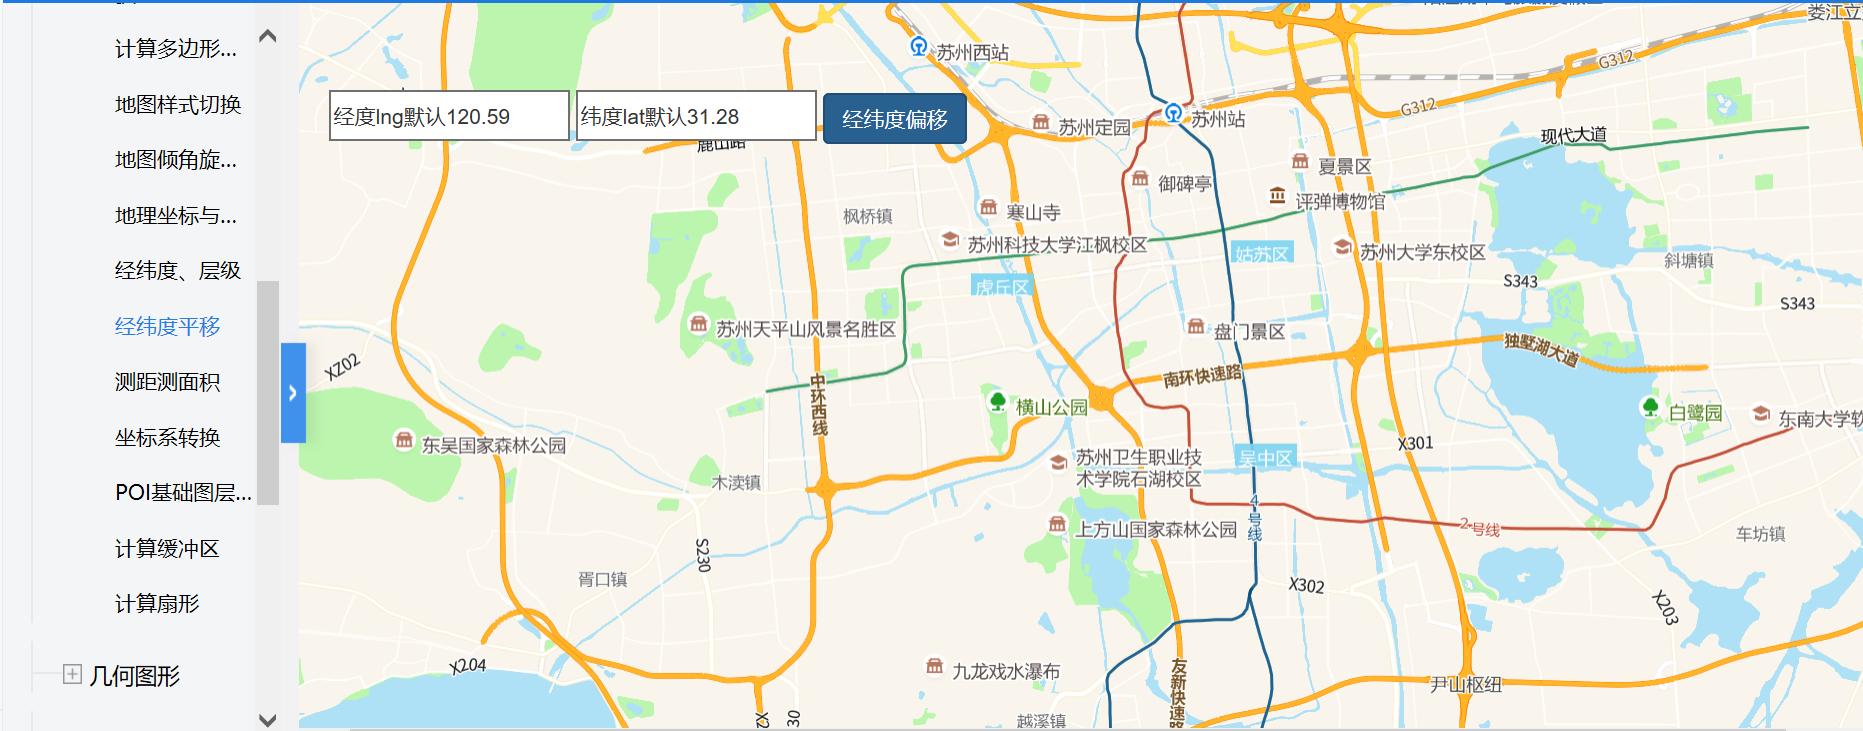 计算多边形...
地图样式切换
地图倾角旋...
地理坐标与...
经纬度、层级
经纬度平移
测距测面积
坐标系转换
POI基础图层...
计算缓冲区
计算扇形
几何图形
经度lng默认120.59
纬度lat默认31.28
经纬度偏移
娄江立
苏州西站
G312
G312
苏州定园
苏州站
现代大道
鹿山路
夏景区
御碑亭
评弹博物馆
枫桥镇
寒山寺
苏州科技大学江枫校区
姑苏区
苏州大学东校区
斜塘镇
虎丘区
S343
S343
苏州天平山风景名胜区
盘门景区
独墅湖大道
XZ02
中环西线
南环快速路
横山公园
白鹭园
东南大学软
东吴国家森林公园
X301
苏州卫生职业技
术学院石湖校区
吴中区
木渎镇
4号线
上方山国家森林公园
2号线
车坊镇
S230
胥口镇
X302
X203
X204
九龙戏水瀑布
友新快速路
尹山枢纽
越溪镇
X2
30